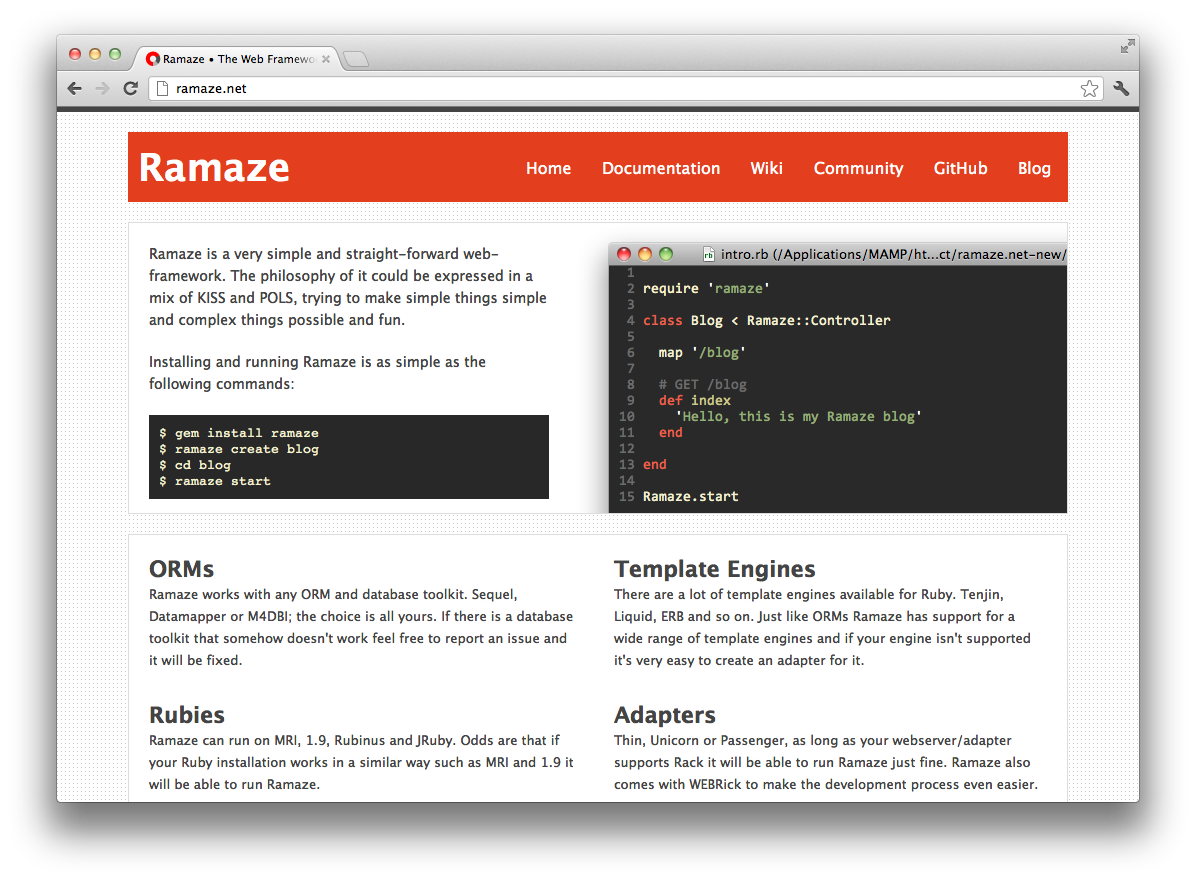 Ramaze • The Web Framewo
ramaze.net
Ramaze
Home Documentation Wiki Community GitHub Blog
Ramaze is a very simple and straight-forward web-
framework. The philosophy of it could be expressed in a
mix of KISS and POLS, trying to make simple things simple
and complex things possible and fun.
Installing and running Ramaze is as simple as the
following commands:
$ gem install ramaze
$ ramaze create blog
$ cd blog
$ ramaze start
rb intro.rb (/Applications/MAMP/ht...ct/ramaze.net-new/
1
2 require 'ramaze'
3
4 class Blog < Ramaze::Controller
5
6 map '/blog'
7
8 # GET /blog
9 def index
10 'Hello, this is my Ramaze blog'
11 end
12
13 end
14
15 Ramaze.start
ORMs
Ramaze works with any ORM and database toolkit. Sequel,
Datamapper or M4DBI; the choice is all yours. If there is a database
toolkit that somehow doesn't work feel free to report an issue and
it will be fixed.
Template Engines
There are a lot of template engines available for Ruby. Tenjin,
Liquid, ERB and so on. Just like ORMs Ramaze has support for a
wide range of template engines and if your engine isn't supported
it's very easy to create an adapter for it.
Rubies
Ramaze can run on MRI, 1.9, Rubinus and JRuby. Odds are that if
your Ruby installation works in a similar way such as MRI and 1.9 it
will be able to run Ramaze.
Adapters
Thin, Unicorn or Passenger, as long as your webserver/adapter
supports Rack it will be able to run Ramaze just fine. Ramaze also
comes with WEBRick to make the development process even easier.